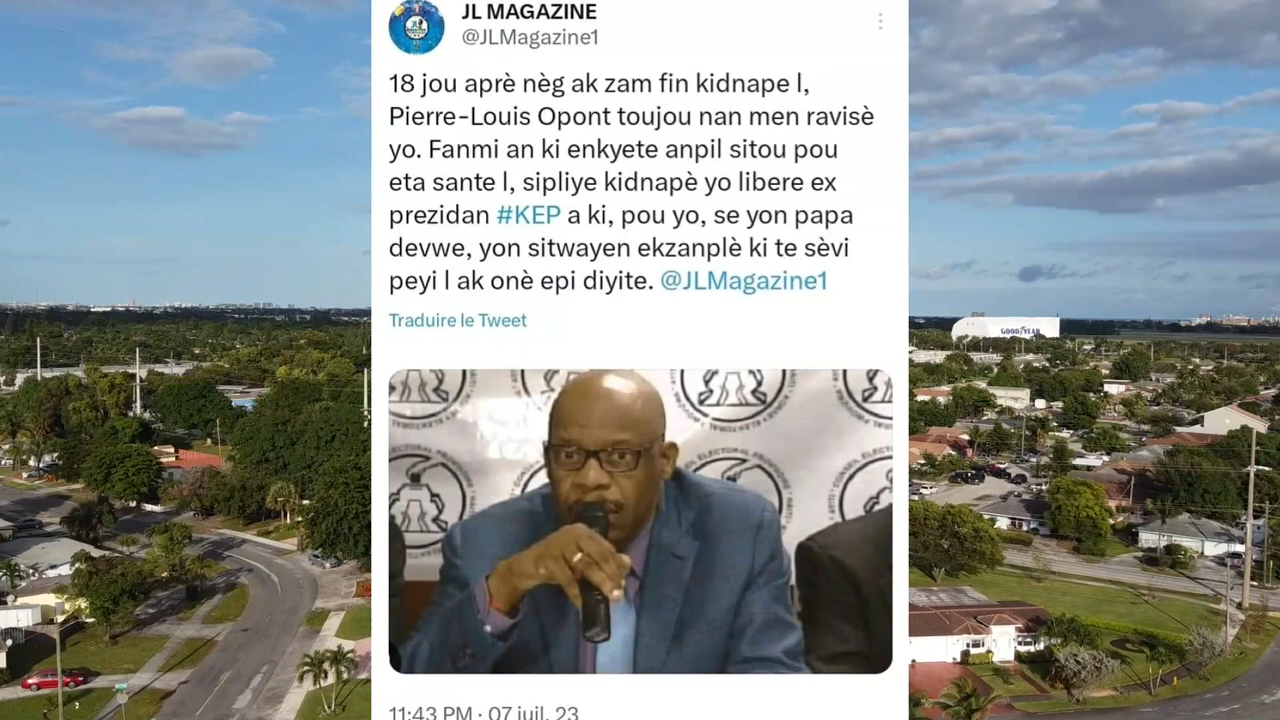 JL MAGAZINE
@JLMagazine1
18 jou aprè nèg ak zam fin kidnape l,
Pierre-Louis Opont toujou nan men ravisè
yo. Fanmi an ki enkyete anpil sitou pou
eta sante l, sipliye kidnapè yo libere ex
prezidan #KEP a ki, pou yo, se yon papa
devwe, yon sitwayen ekzanplè ki te sèvi
peyi l ak onè epi diyite. @JLMagazine1
Traduire le Tweet
GOODYEAR
11:43 PM · 07 juil. 23